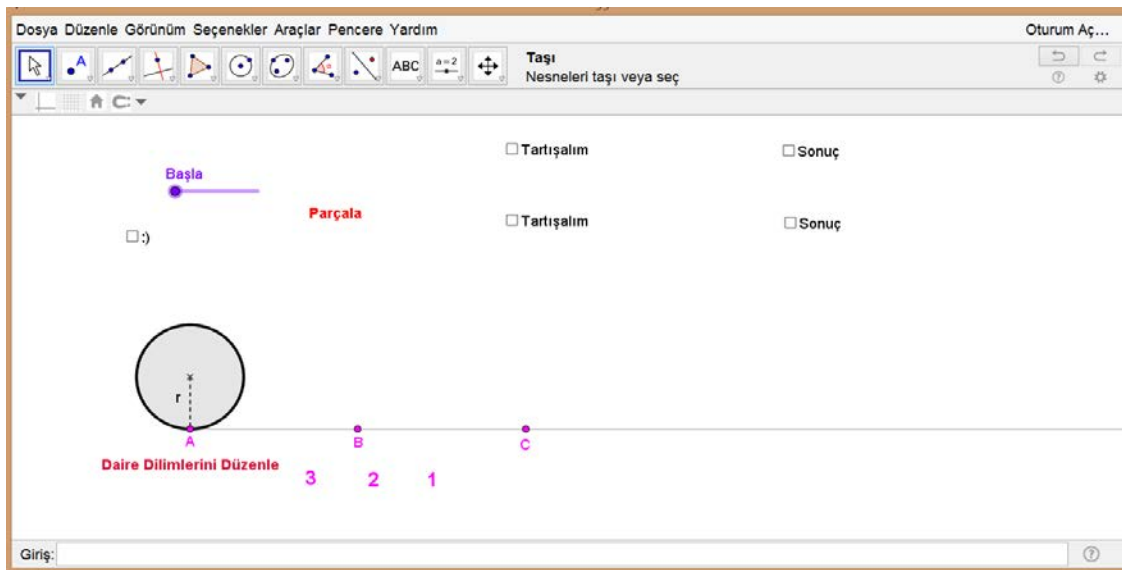 Dosya Düzenle Görünüm Seçenekler Araçlar Pencere Yardım
Oturum Aç...
A
ABC
a=2
Taşı
Nesneleri taşı veya seç
Tartışalım
Sonuç
Başla
Parçala
Tartışalım
Sonuç
:)
r
A
B
C
Daire Dilimlerini Düzenle
3 2 1
Giriş: